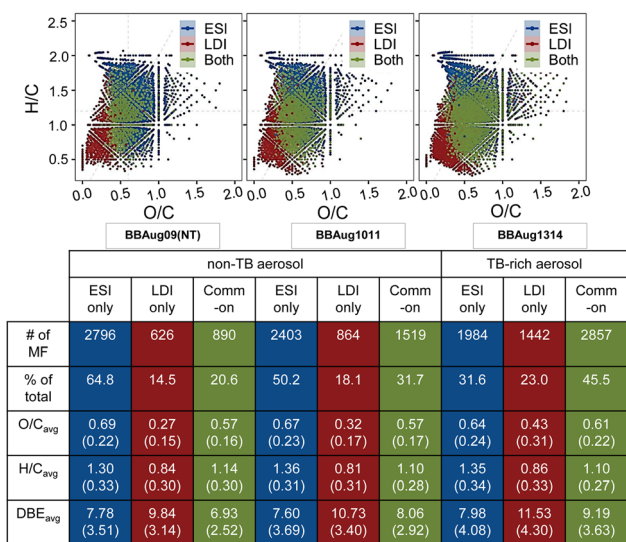 2.5
2.0
1.5
1.0
0.5
H/C
ESI
LDI
Both
ESI
LDI
Both
ESI
LDI
Both
0.0 0.5 1.0 1.5 2.0
0.0 0.5 1.0 1.5 2.0
0.0 0.5 1.0 1.5 2.0
O/C O/C O/C
BBAug09(NT) BBAug1011 BBAug1314
non-TB aerosol TB-rich aerosol
ESI only LDI only Comm-on ESI only LDI only Comm-on ESI only LDI only Comm-on
# of MF 2796 626 890 2403 864 1519 1984 1442 2857
% of total 64.8 14.5 20.6 50.2 18.1 31.7 31.6 23.0 45.5
O/Cavg 0.69 (0.22) 0.27 (0.15) 0.57 (0.16) 0.67 (0.23) 0.32 (0.17) 0.57 (0.17) 0.64 (0.24) 0.43 (0.31) 0.61 (0.22)
H/Cavg 1.30 (0.33) 0.84 (0.30) 1.14 (0.30) 1.36 (0.31) 0.81 (0.31) 1.10 (0.28) 1.35 (0.34) 0.86 (0.33) 1.10 (0.27)
DBEavg 7.78 (3.51) 9.84 (3.14) 6.93 (2.52) 7.60 (3.69) 10.73 (3.40) 8.06 (2.92) 7.98 (4.08) 11.53 (4.30) 9.19 (3.63)